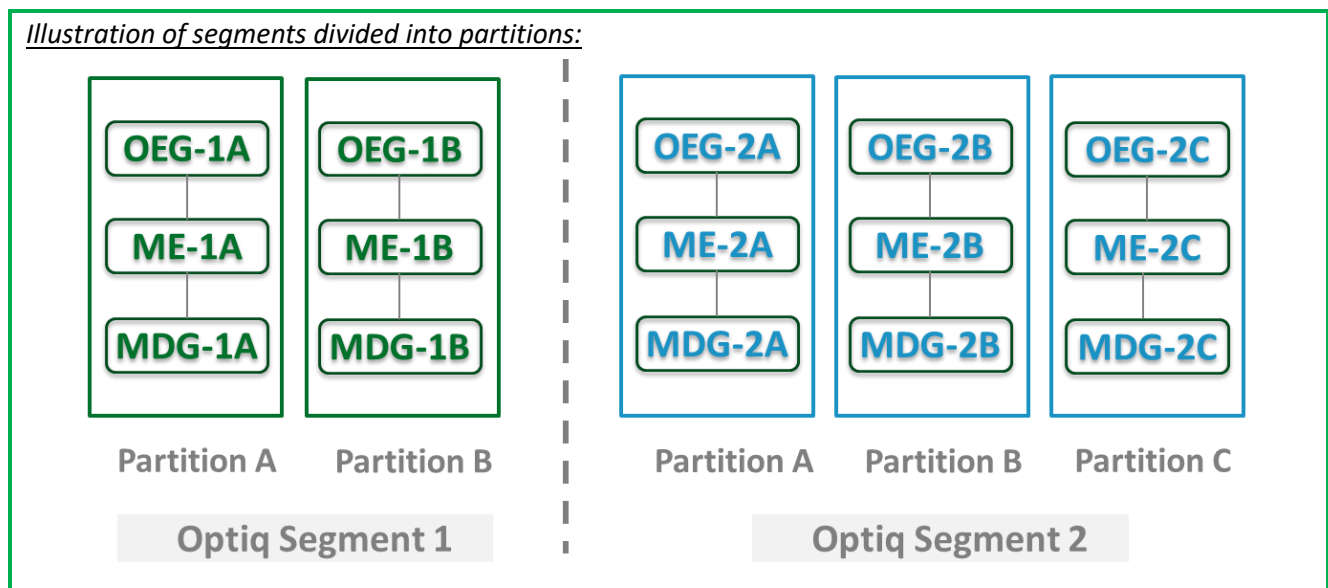 Illustration of segments divided into partitions:
OEG-1A
OEG-1B
OEG-2A
OEG-2B
OEG-2C
ME-1A
ME-1B
ME-2A
ME-2B
ME-2C
MDG-1A
MDG-1B
MDG-2A
MDG-2B
MDG-2C
Partition A
Partition B
Partition A
Partition B
Partition C
Optiq Segment 1
Optiq Segment 2